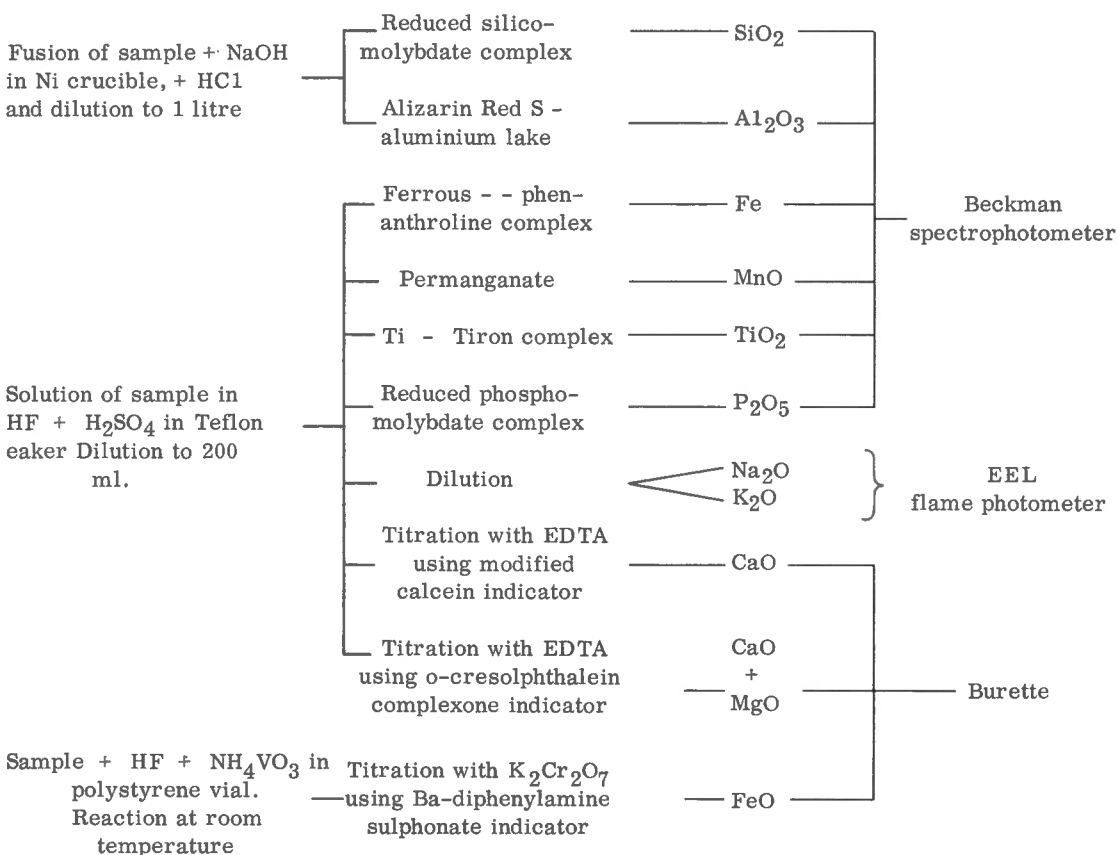 Fusion of sample + NaOH
in Ni crucible, + HCl
and dilution to 1 litre
Reduced silico-
molybdate complex
SiO2
Alizarin Red S -
aluminium lake
Al2O3
Ferrous - - phen-
anthroline complex
Fe
Beckman
spectrophotometer
Permanganate
MnO
Ti - Tiron complex
TiO2
Solution of sample in
HF + H2SO4 in Teflon
eaker Dilution to 200
ml.
Reduced phospho-
molybdate complex
P2O5
Dilution
Na2O
K2O
EEL
flame photometer
Titration with EDTA
using modified
calcein indicator
CaO
Titration with EDTA
using o-cresolphthalein
complexone indicator
CaO
+
MgO
Burette
Sample + HF + NH4VO3 in
polystyrene vial.
Reaction at room
temperature
Titration with K2Cr2O7
using Ba-diphenylamine
sulphonate indicator
FeO